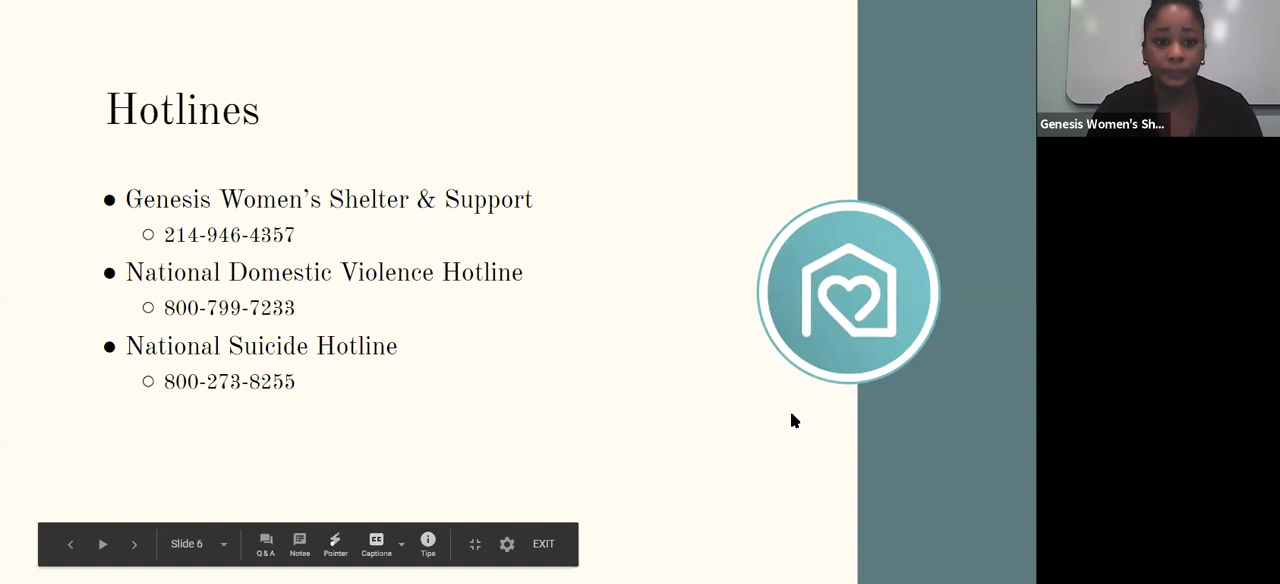 Hotlines
● Genesis Women's Shelter & Support
○ 214-946-4357
● National Domestic Violence Hotline
○ 800-799-7233
● National Suicide Hotline
○ 800-273-8255
Genesis Women's Sh...
Slide 6
Q & A
Notes
Pointer
CC
Captions
Tips
EXIT